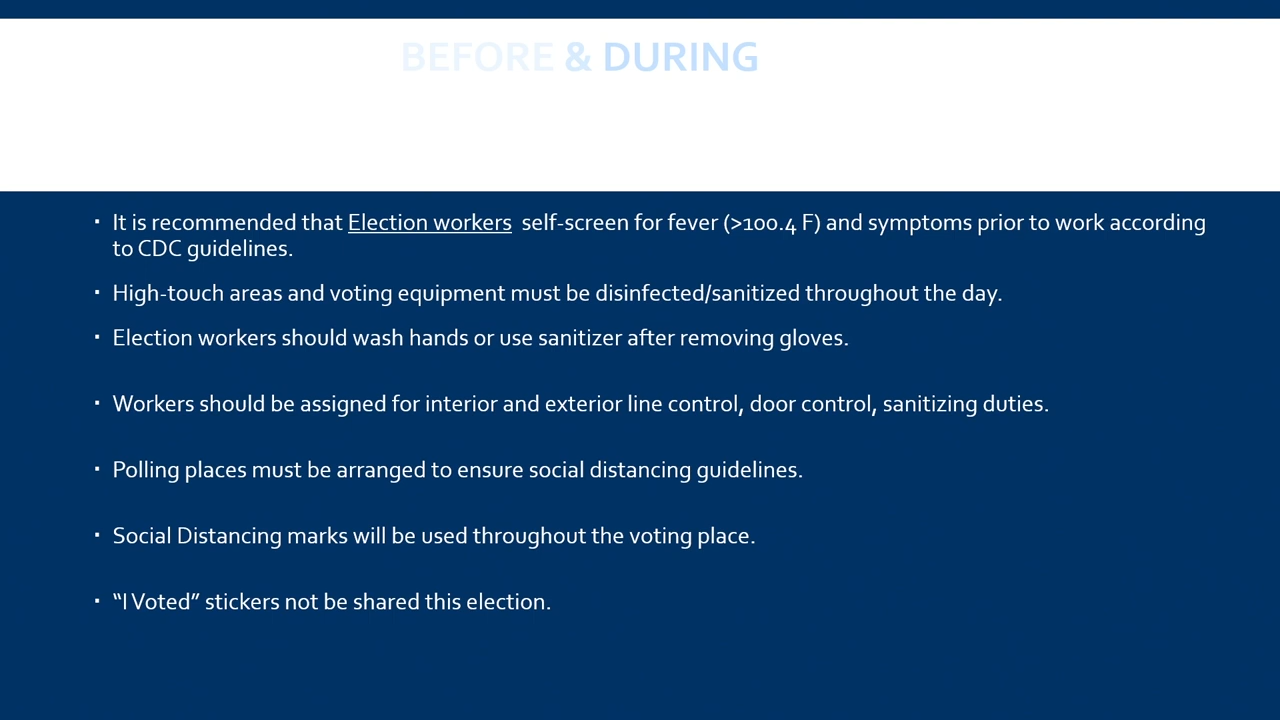 BEFORE & DURING
▪ It is recommended that Election workers self-screen for fever (>100.4 F) and symptoms prior to work according
to CDC guidelines.
▪ High-touch areas and voting equipment must be disinfected/sanitized throughout the day.
▪ Election workers should wash hands or use sanitizer after removing gloves.
▪ Workers should be assigned for interior and exterior line control, door control, sanitizing duties.
▪ Polling places must be arranged to ensure social distancing guidelines.
▪ Social Distancing marks will be used throughout the voting place.
▪ “I Voted” stickers not be shared this election.